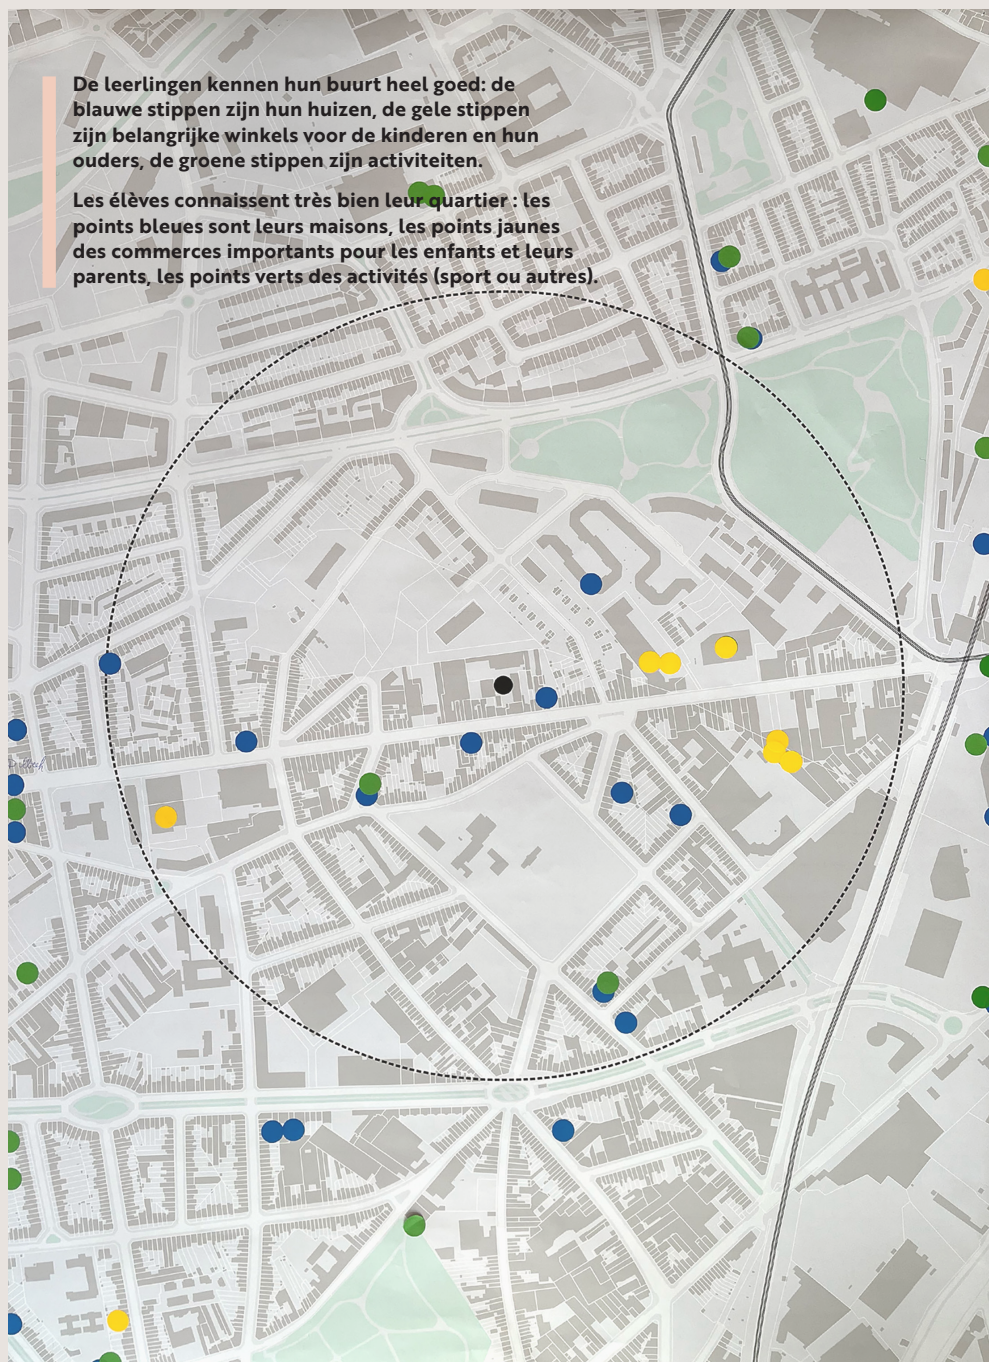 De leerlingen kennen hun buurt heel goed: de
blauwe stippen zijn hun huizen, de gele stippen
zijn belangrijke winkels voor de kinderen en hun
ouders, de groene stippen zijn activiteiten.
Les élèves connaissent très bien leur quartier : les
points bleues sont leurs maisons, les points jaunes
des commerces importants pour les enfants et leurs
parents, les points verts des activités (sport ou autres).